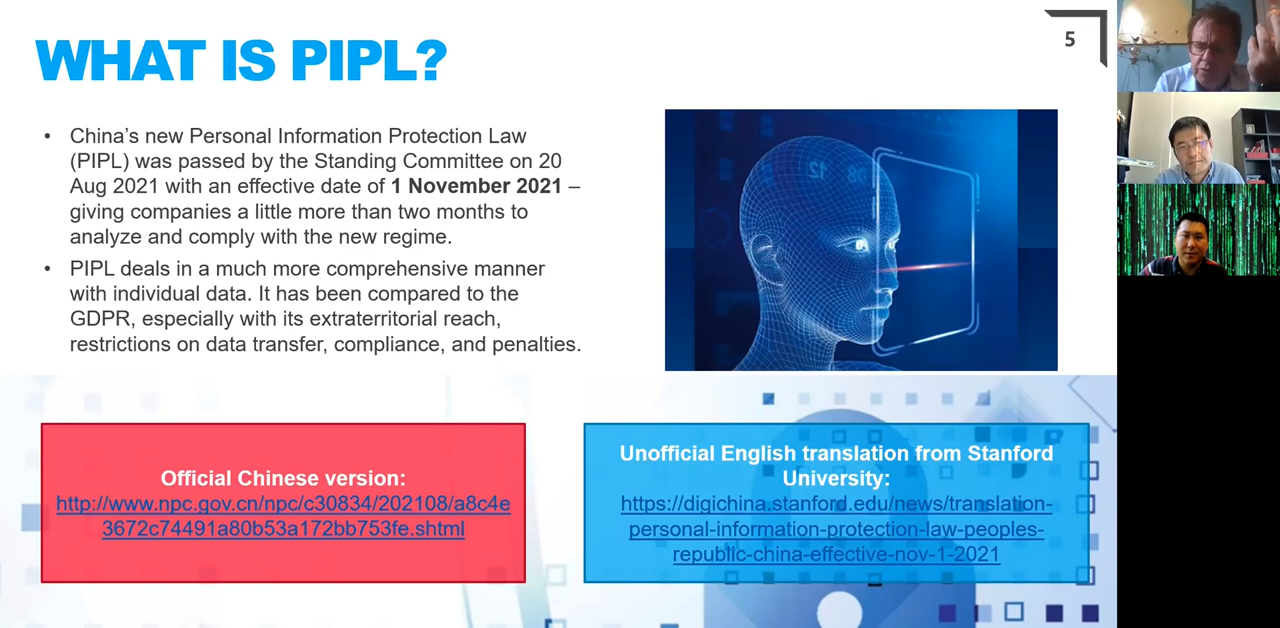 WHAT IS PIPL?
5
• China’s new Personal Information Protection Law
(PIPL) was passed by the Standing Committee on 20
Aug 2021 with an effective date of 1 November 2021 –
giving companies a little more than two months to
analyze and comply with the new regime.
• PIPL deals in a much more comprehensive manner
with individual data. It has been compared to the
GDPR, especially with its extraterritorial reach,
restrictions on data transfer, compliance, and penalties.
Official Chinese version:
http://www.npc.gov.cn/npc/c30834/202108/a8c4e
3672c74491a80b53a172bb753fe.shtml
Unofficial English translation from Stanford
University:
https://digichina.stanford.edu/news/translation-
personal-information-protection-law-peoples-
republic-china-effective-nov-1-2021